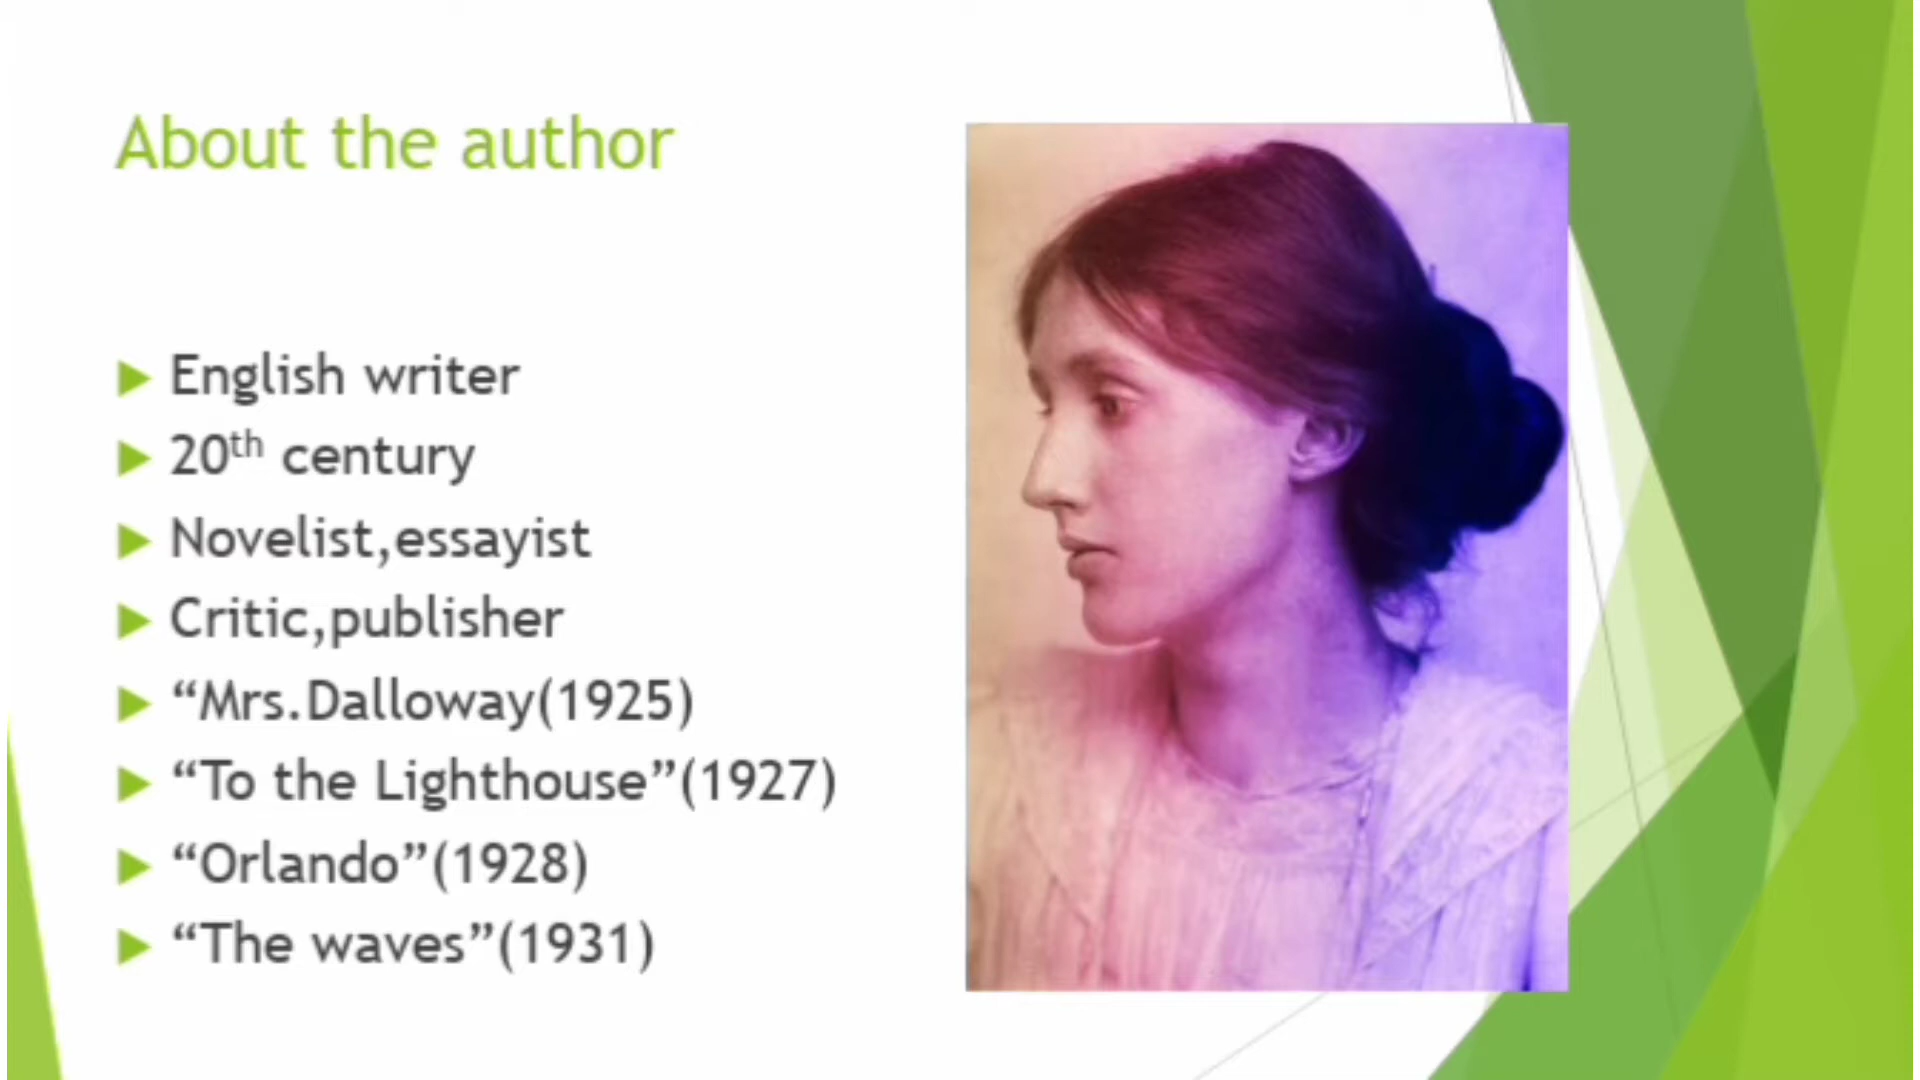 About the author
English writer
20th century
Novelist,essayist
Critic,publisher
“Mrs.Dalloway(1925)
“To the Lighthouse”(1927)
“Orlando”(1928)
“The waves”(1931)